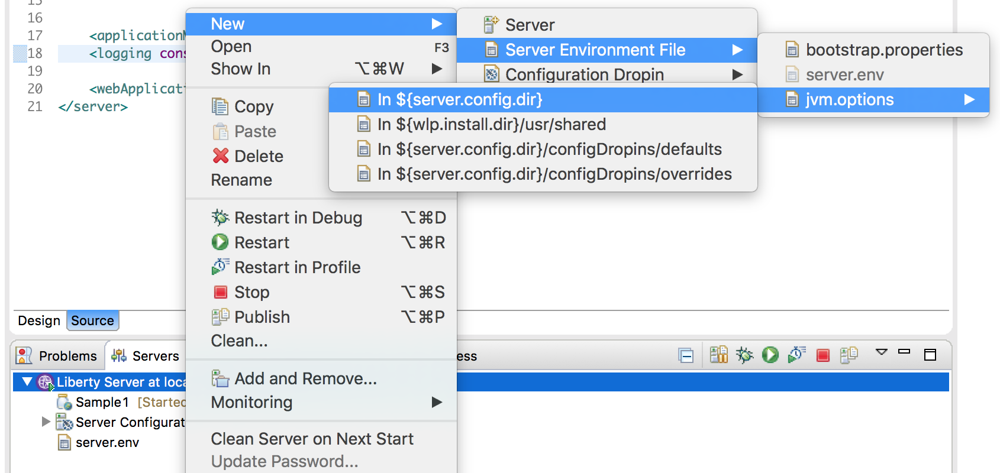 15
16
17 <application
18 <logging cons
19
20 <webApplicat
21 </server>
New
Open F3
Show In ⌥⌘W
Copy
Paste
Delete
Rename
Restart in Debug ⌥⌘D
Restart ⌥⌘R
Restart in Profile
Stop ⌥⌘S
Publish ⌥⌘P
Clean...
Add and Remove...
Monitoring
Clean Server on Next Start
Update Password...
Server
Server Environment File
Configuration Dropin
bootstrap.properties
server.env
jvm.options
In ${server.config.dir}
In ${wlp.install.dir}/usr/shared
In ${server.config.dir}/configDropins/defaults
In ${server.config.dir}/configDropins/overrides
Design Source
Problems Servers ess
Liberty Server at loca
Sample1 [Started
Server Configurat
server.env